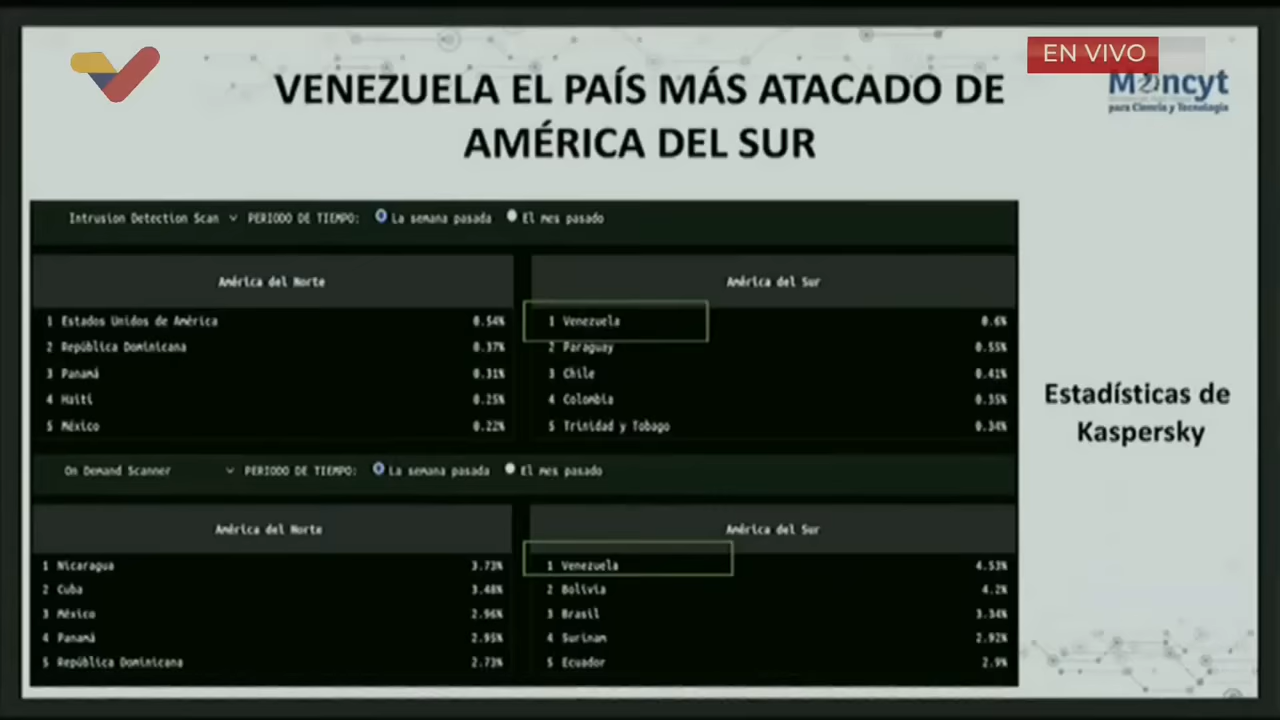 EN VIVO
Mincyt
para Ciencia y Tecnología
VENEZUELA EL PAÍS MÁS ATACADO DE
AMÉRICA DEL SUR
Intrusion Detection Scan PERIODO DE TIEMPO: La semana pasada El mes pasado
América del Norte
1 Estados Unidos de América 0.54%
2 República Dominicana 0.37%
3 Panamá 0.31%
4 Haití 0.25%
5 México 0.22%
América del Sur
1 Venezuela 0.6%
2 Paraguay 0.55%
3 Chile 0.41%
4 Colombia 0.35%
5 Trinidad y Tobago 0.34%
On Demand Scanner PERIODO DE TIEMPO: La semana pasada El mes pasado
América del Norte
1 Nicaragua 3.73%
2 Cuba 3.48%
3 México 2.96%
4 Panamá 2.95%
5 República Dominicana 2.73%
América del Sur
1 Venezuela 4.53%
2 Bolivia 4.2%
3 Brasil 3.34%
4 Surinam 2.92%
5 Ecuador 2.9%
Estadísticas de
Kaspersky